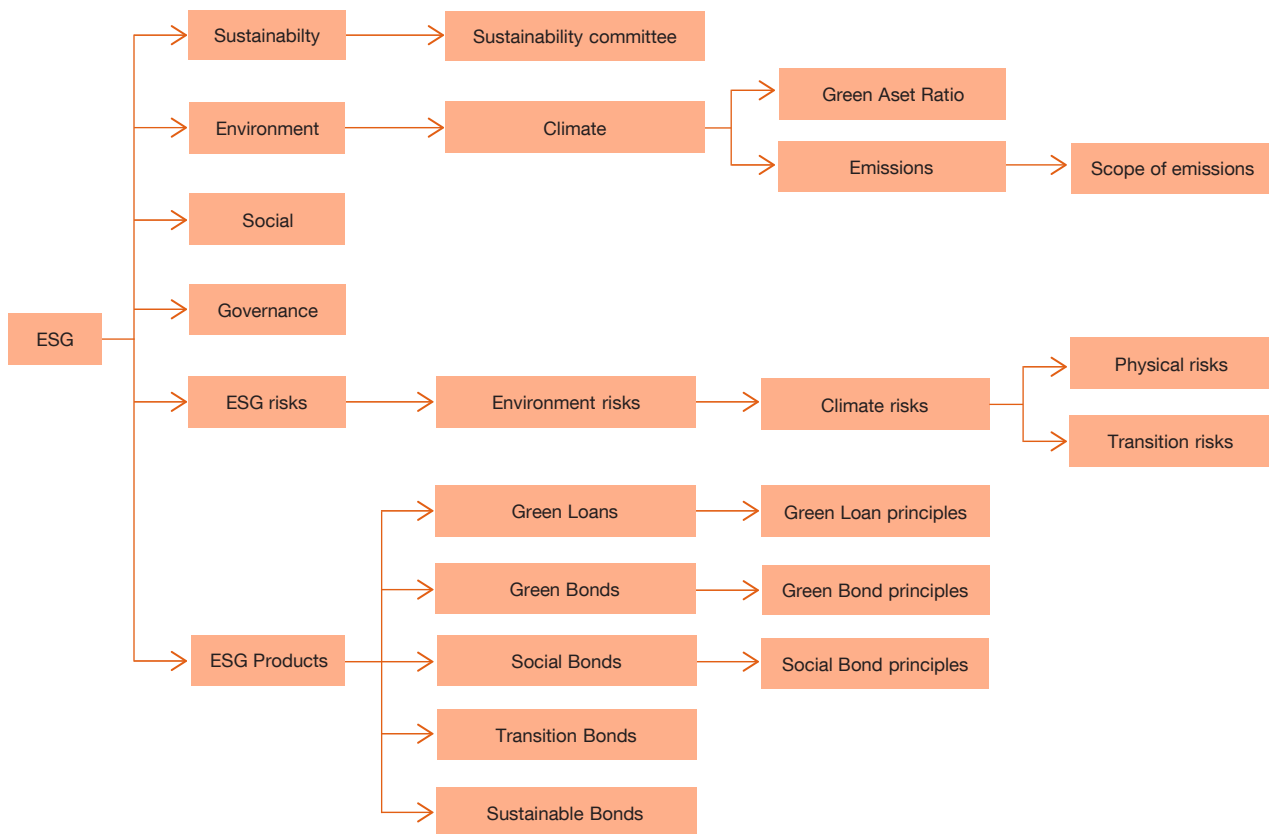 Sustainabilty
Sustainability committee
Green Aset Ratio
Environment
Climate
Emissions
Scope of emissions
Social
Governance
ESG
Physical risks
ESG risks
Environment risks
Climate risks
Transition risks
Green Loans
Green Loan principles
Green Bonds
Green Bond principles
ESG Products
Social Bonds
Social Bond principles
Transition Bonds
Sustainable Bonds